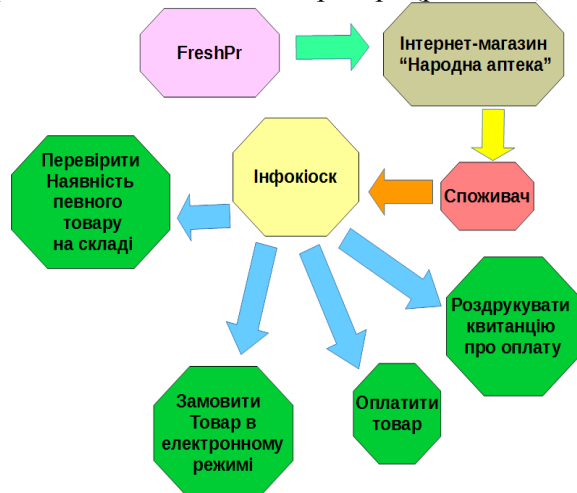 FreshPr
Інтернет-магазин
“Народна аптека”
Перевірити
Наявність
певного
товару
на складі
Інфокіоск
Споживач
Роздрукувати
квитанцію
про оплату
Замовити
Товар в
електронному
режимі
Оплатити
товар